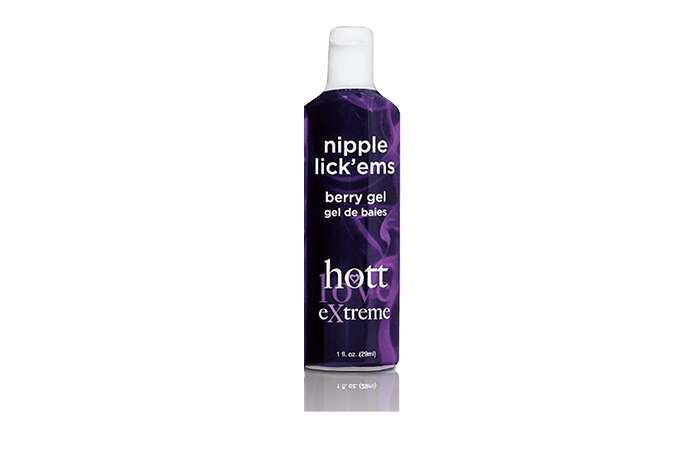 nipple
lick'ems
berry gel
gel de baies
hott
love
eXtreme
1 fl. oz. (29ml)